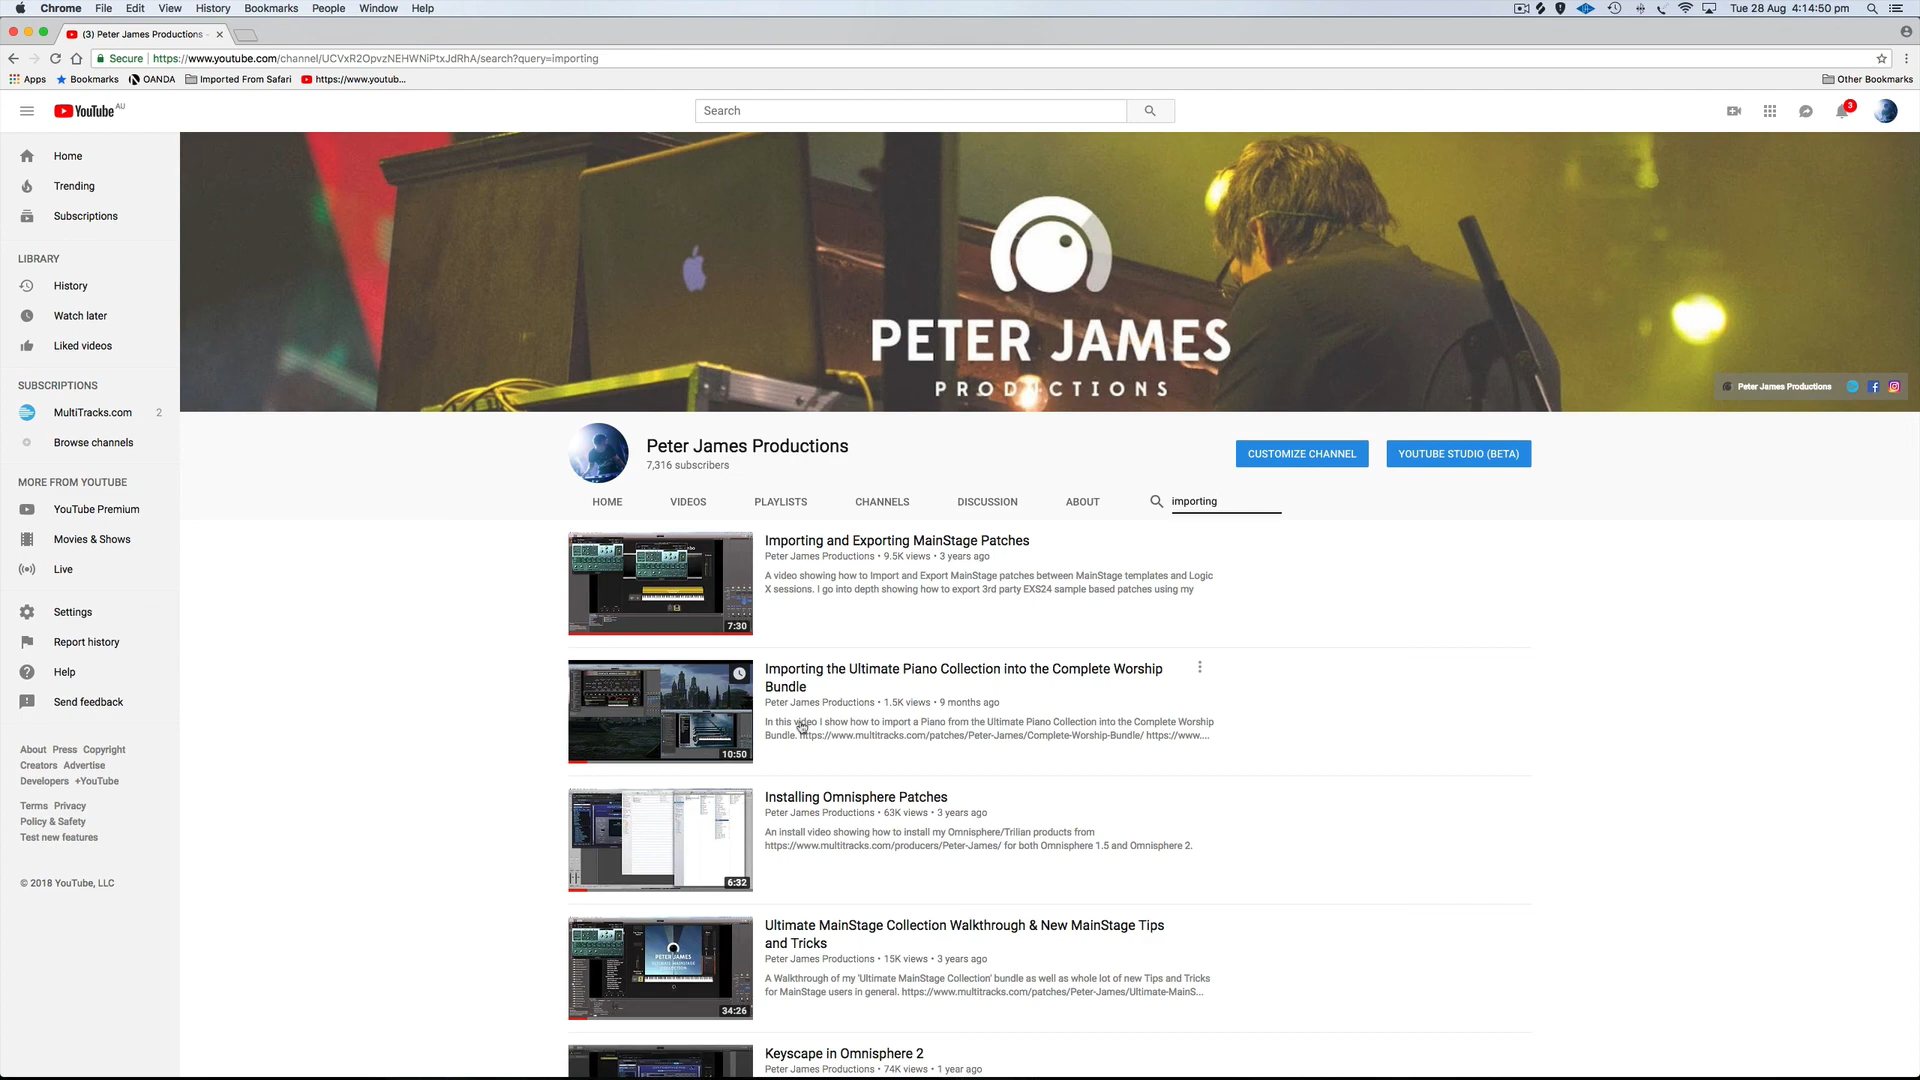 Chrome File Edit View History Bookmarks People Window Help
Tue 28 Aug 4:14:50 pm
(3) Peter James Productions -
Secure https://www.youtube.com/channel/UCVxR2OpvzNEHWNiPtxJdRhA/search?query=importing
Apps Bookmarks OANDA Imported From Safari https://www.youtub... Other Bookmarks
YouTube AU
Search
3
Home
Trending
Subscriptions
LIBRARY
History
Watch later
Liked videos
SUBSCRIPTIONS
MultiTracks.com 2
Browse channels
MORE FROM YOUTUBE
YouTube Premium
Movies & Shows
Live
Settings
Report history
Help
Send feedback
About Press Copyright
Creators Advertise
Developers +YouTube
Terms Privacy
Policy & Safety
Test new features
© 2018 YouTube, LLC
PETER JAMES
PRODUCTIONS
Peter James Productions
Peter James Productions
7,316 subscribers
CUSTOMIZE CHANNEL
YOUTUBE STUDIO (BETA)
HOME VIDEOS PLAYLISTS CHANNELS DISCUSSION ABOUT importing
7:30
Importing and Exporting MainStage Patches
Peter James Productions • 9.5K views • 3 years ago
A video showing how to Import and Export MainStage patches between MainStage templates and Logic
X sessions. I go into depth showing how to export 3rd party EXS24 sample based patches using my
10:50
Importing the Ultimate Piano Collection into the Complete Worship
Bundle
Peter James Productions • 1.5K views • 9 months ago
In this video I show how to import a Piano from the Ultimate Piano Collection into the Complete Worship
Bundle. https://www.multitracks.com/patches/Peter-James/Complete-Worship-Bundle/ https://www....
6:32
Installing Omnisphere Patches
Peter James Productions • 63K views • 3 years ago
An install video showing how to install my Omnisphere/Trilian products from
https://www.multitracks.com/producers/Peter-James/ for both Omnisphere 1.5 and Omnisphere 2.
PETER JAMES
34:26
Ultimate MainStage Collection Walkthrough & New MainStage Tips
and Tricks
Peter James Productions • 15K views • 3 years ago
A Walkthrough of my 'Ultimate MainStage Collection' bundle as well as whole lot of new Tips and Tricks
for MainStage users in general. https://www.multitracks.com/patches/Peter-James/Ultimate-MainS...
Keyscape in Omnisphere 2
Peter James Productions • 74K views • 1 year ago